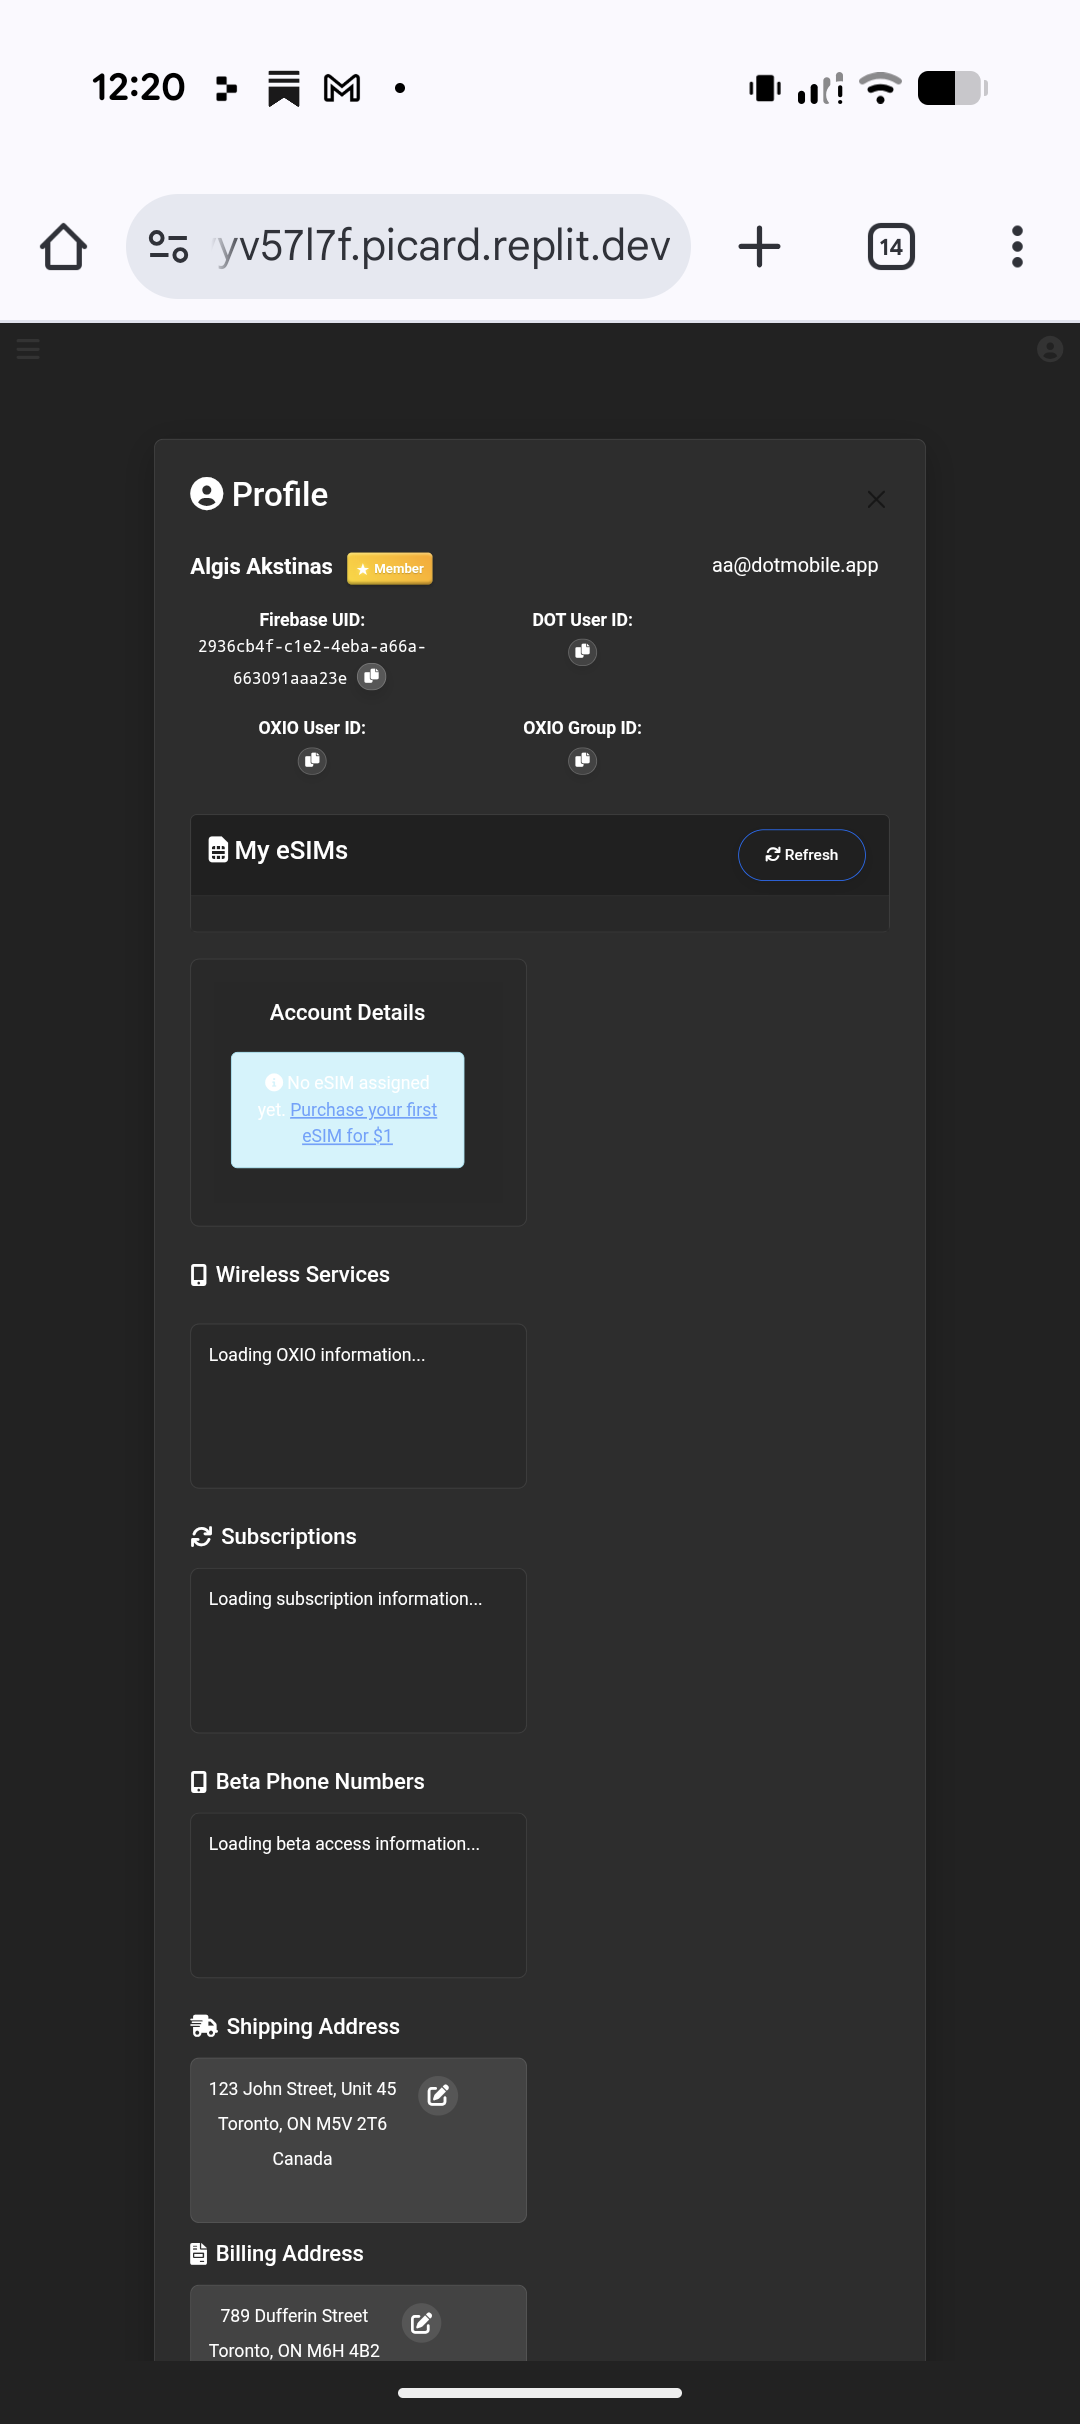 12:20
yv57l7f.picard.replit.dev
14
Profile
Algis Akstinas
Member
aa@dotmobile.app
Firebase UID:
DOT User ID:
2936cb4f-c1e2-4eba-a66a-
663091aaa23e
OXIO User ID:
OXIO Group ID:
My eSIMs
Refresh
Account Details
No eSIM assigned
yet. Purchase your first
eSIM for $1
Wireless Services
Loading OXIO information...
Subscriptions
Loading subscription information...
Beta Phone Numbers
Loading beta access information...
Shipping Address
123 John Street, Unit 45
Toronto, ON M5V 2T6
Canada
Billing Address
789 Dufferin Street
Toronto, ON M6H 4B2